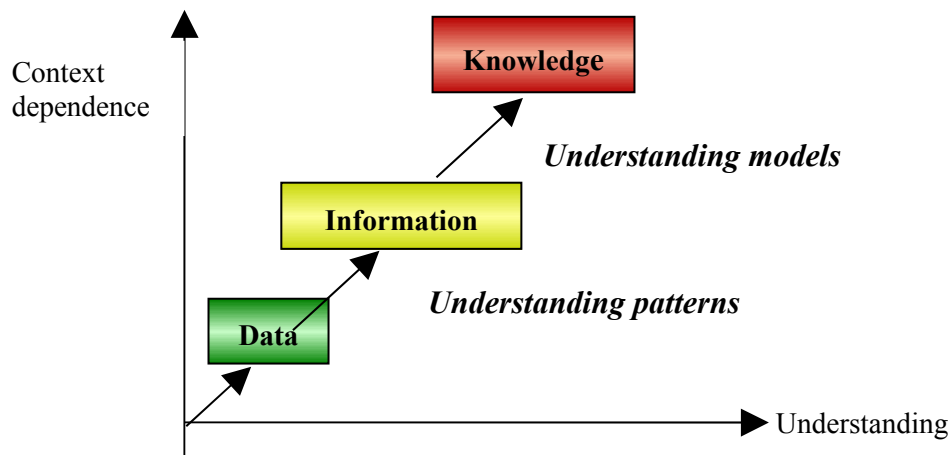 Knowledge
Context
dependence
Understanding models
Information
Understanding patterns
Data
Understanding